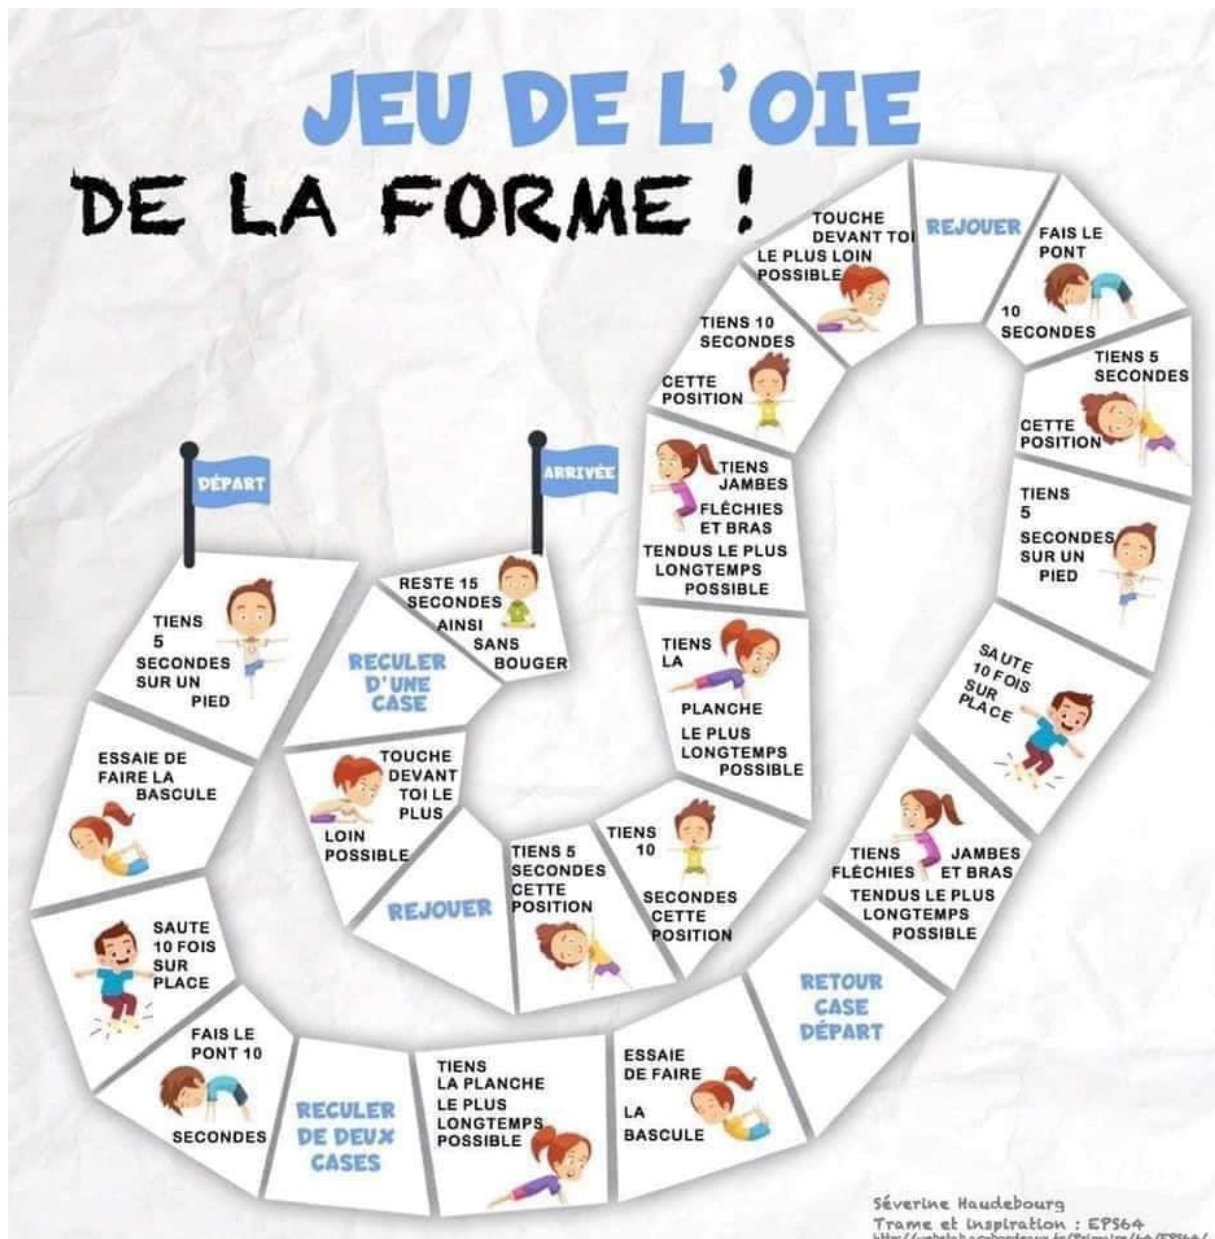 JEU DE L'OIE
DE LA FORME !
DÉPART
TIENS
5
SECONDES
SUR UN
PIED
ESSAIE DE
FAIRE LA
BASCULE
SAUTE
10 FOIS
SUR
PLACE
FAIS LE
PONT 10
SECONDES
RECULER
DE DEUX
CASES
TIENS
LA PLANCHE
LE PLUS
LONGTEMPS
POSSIBLE
ESSAIE
DE FAIRE
LA
BASCULE
RETOUR
CASE
DÉPART
TIENS JAMBES
FLÉCHIES ET BRAS
TENDUS LE PLUS
LONGTEMPS
POSSIBLE
SAUTE
10 FOIS
SUR
PLACE
TIENS
5
SECONDES
SUR UN
PIED
TIENS 5
SECONDES
CETTE
POSITION
FAIS LE
PONT
10
SECONDES
REJOUER
TOUCHE
DEVANT TOI
LE PLUS LOIN
POSSIBLE
TIENS 10
SECONDES
CETTE
POSITION
TIENS
JAMBES
FLÉCHIES
ET BRAS
TENDUS LE PLUS
LONGTEMPS
POSSIBLE
TIENS
LA
PLANCHE
LE PLUS
LONGTEMPS
POSSIBLE
TIENS
10
SECONDES
CETTE
POSITION
TIENS 5
SECONDES
CETTE
POSITION
REJOUER
TOUCHE
DEVANT
TOI LE
PLUS
LOIN
POSSIBLE
RECULER
D'UNE
CASE
RESTE 15
SECONDES
AINSI
SANS
BOUGER
ARRIVÉE
Séverine Haudebourg
Trame et inspiration : EPS64